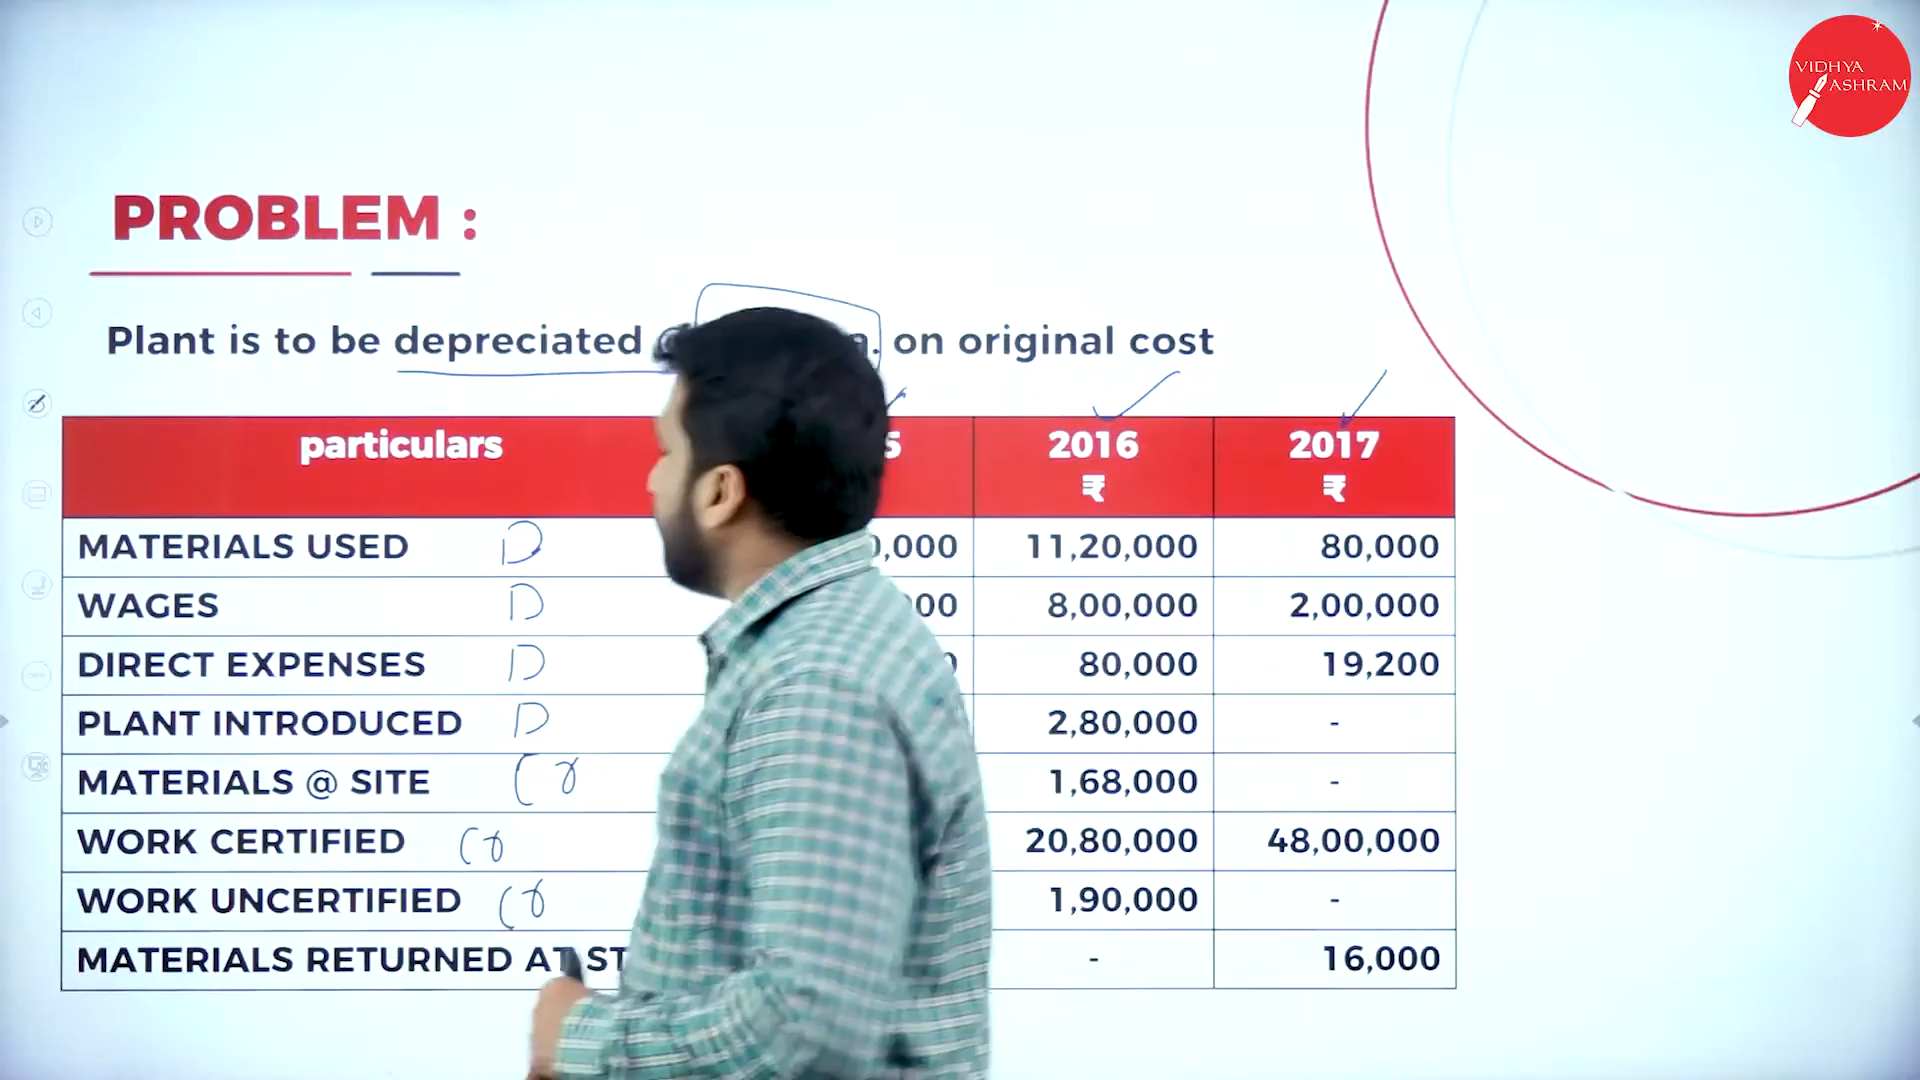 VIDHYA
ASHRAM
PROBLEM :
Plant is to be depreciated on original cost
particulars 2016 2017
₹ ₹
MATERIALS USED D 11,20,000 80,000
WAGES D 8,00,000 2,00,000
DIRECT EXPENSES D 80,000 19,200
PLANT INTRODUCED D 2,80,000 -
MATERIALS @ SITE Cr 1,68,000 -
WORK CERTIFIED Cr 20,80,000 48,00,000
WORK UNCERTIFIED Cr 1,90,000 -
MATERIALS RETURNED AT - 16,000